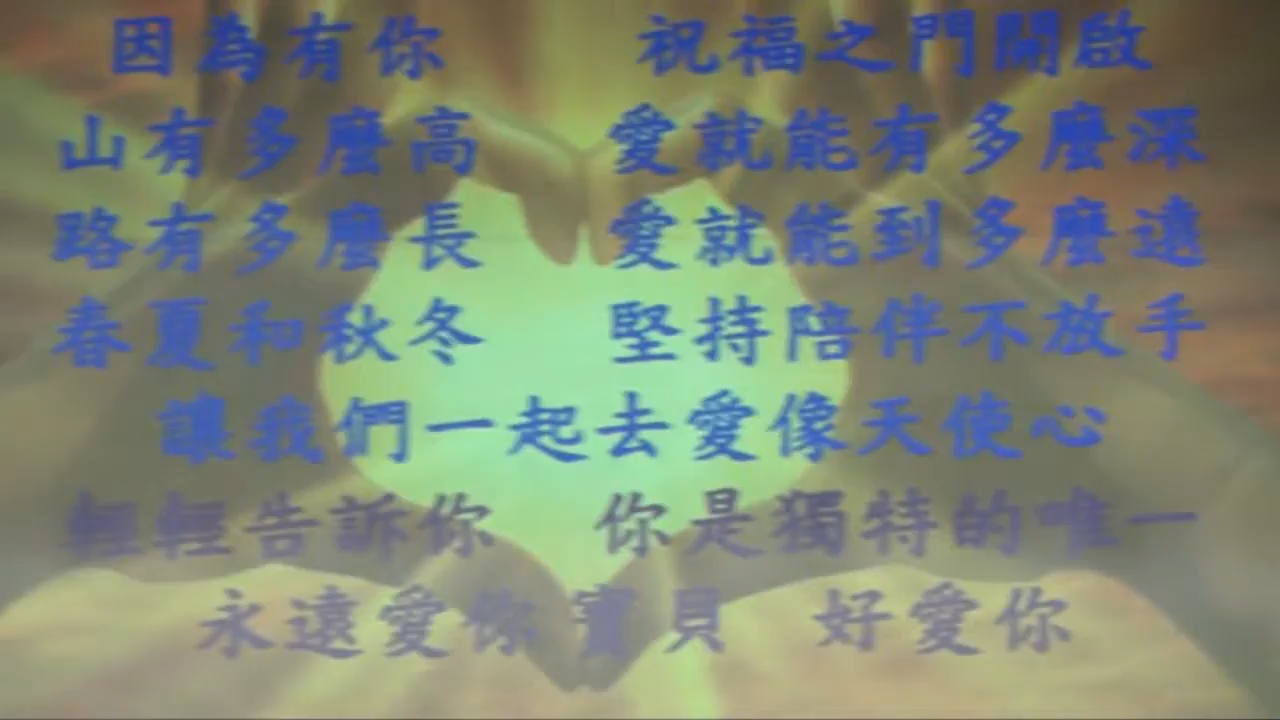 因為有你 祝福之門開啟
山有多麼高 愛就能有多麼深
路有多麼長 愛就能到多麼遠
春夏和秋冬 堅持陪伴不放手
讓我們一起去愛像天使心
輕輕告訴你 你是獨特的唯一
永遠愛你寶貝 好愛你